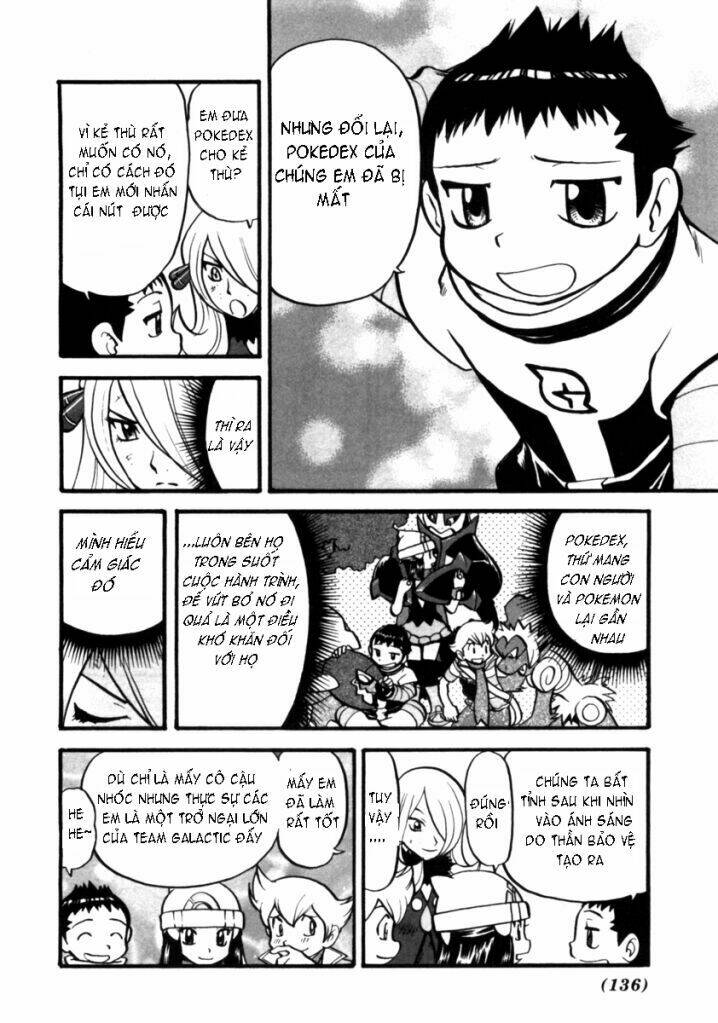 NHƯNG ĐỔI LẠI,
POKEDEX CỦA
CHÚNG EM ĐÃ BỊ
MẤT
EM ĐƯA
POKEDEX
CHO KẺ
THÙ?
VÌ KẺ THÙ RẤT
MUỐN CÓ NÓ,
CHỈ CÓ CÁCH ĐÓ
TỤI EM MỚI NHẤN
CÁI NÚT ĐƯỢC
THÌ RA
LÀ VẬY
POKEDEX,
THỨ MANG
CON NGƯỜI
VÀ POKEMON
LẠI GẦN
NHAU
...LUÔN BÊN HỌ
TRONG SUỐT
CUỘC HÀNH TRÌNH,
ĐỂ VỨT BỎ NÓ ĐI
QUẢ LÀ MỘT ĐIỀU
KHÓ KHĂN ĐỐI
VỚI HỌ
MÌNH HIỂU
CẢM GIÁC
ĐÓ
CHÚNG TA BẤT
TỈNH SAU KHI NHÌN
VÀO ÁNH SÁNG
DO THẦN BẢO VỆ
TẠO RA
ĐÚNG
RỒI
TUY
VẬY
....
MẤY EM
ĐÃ LÀM
RẤT TỐT
DÙ CHỈ LÀ MẤY CÔ CẬU
NHÓC NHƯNG THỰC SỰ CÁC
EM LÀ MỘT TRỞ NGẠI LỚN
CỦA TEAM GALACTIC ĐẤY
HE
HE~
(136)